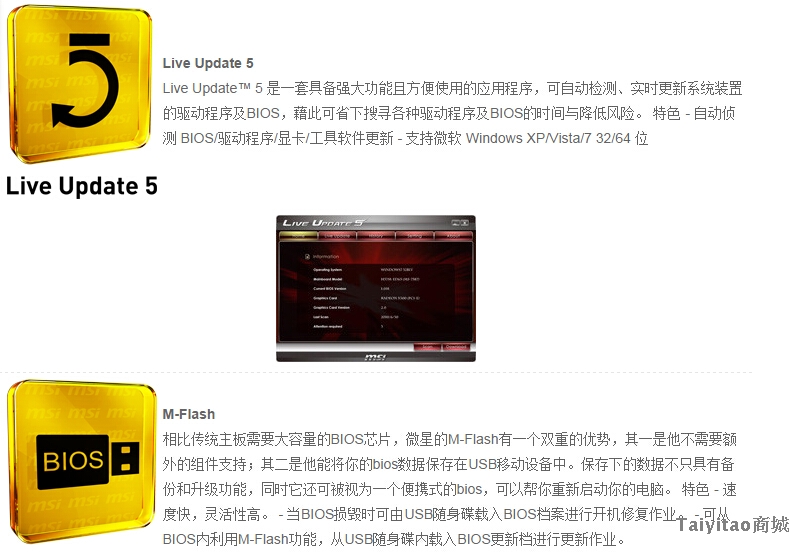 5
Live Update 5
Live Update™ 5 是一套具备强大功能且方便使用的应用程序，可自动检测、实时更新系统装置
的驱动程序及BIOS，藉此可省下搜寻各种驱动程序及BIOS的时间与降低风险。 特色 - 自动侦
测 BIOS/驱动程序/显卡/工具软件更新 - 支持微软 Windows XP/Vista/7 32/64 位
Live Update 5
LIVE UPDATE 5
Information
Operating System
Mainboard Model
Current BIOS Version
Graphics Card
Graphics Card Version
Last Scan
Attention required
msi
msi msi msi
BIOS
M-Flash
相比传统主板需要大容量的BIOS芯片，微星的M-Flash有一个双重的优势，其一是他不需要额
外的组件支持；其二是他能将你的bios数据保存在USB移动设备中。保存下的数据不只具有备
份和升级功能，同时它还可被视为一个便携式的bios，可以帮你重新启动你的电脑。 特色 - 速
度快，灵活性高。 - 当BIOS损毁时可由USB随身碟载入BIOS档案进行开机修复作业。 - 可从
BIOS内利用M-Flash功能，从USB随身碟内载入BIOS更新档进行更新作业。
Taiyitao商城